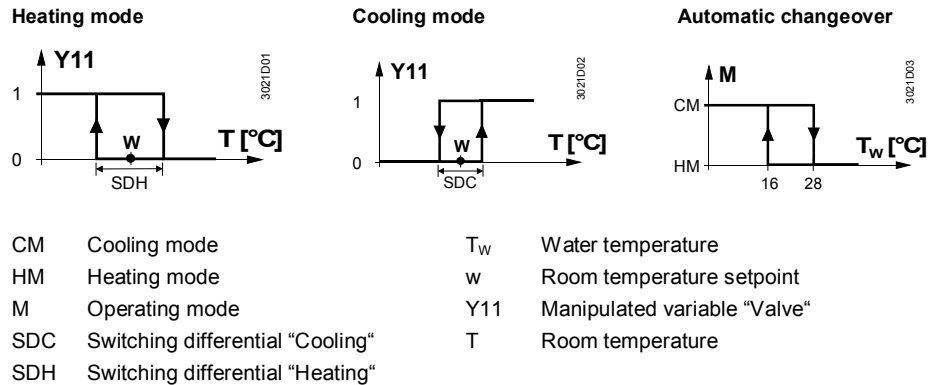 Heating mode
Cooling mode
Automatic changeover
Y11
3021D01
1
w
T [°C]
0
SDH
Y11
3021D02
1
w
T [°C]
0
SDC
M
3021D03
CM
T_W [°C]
HM
16 28
CM Cooling mode
HM Heating mode
M Operating mode
SDC Switching differential “Cooling“
SDH Switching differential “Heating“
T_W Water temperature
w Room temperature setpoint
Y11 Manipulated variable “Valve“
T Room temperature